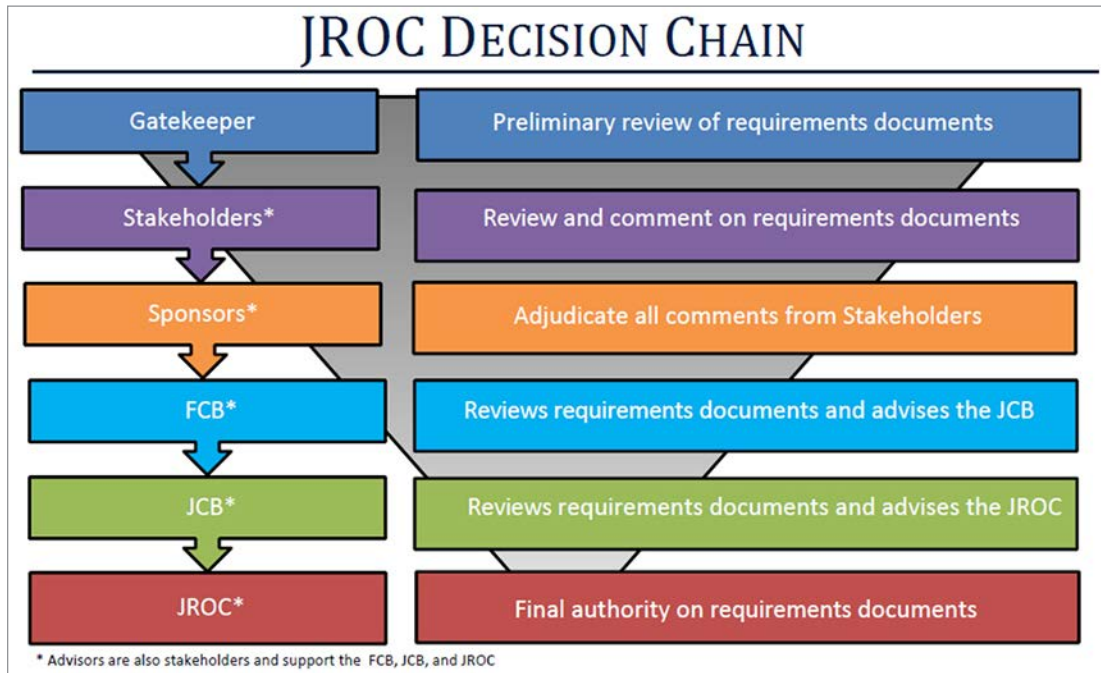 JROC DECISION CHAIN
Gatekeeper
Preliminary review of requirements documents
Stakeholders*
Review and comment on requirements documents
Sponsors*
Adjudicate all comments from Stakeholders
FCB*
Reviews requirements documents and advises the JCB
JCB*
Reviews requirements documents and advises the JROC
JROC*
Final authority on requirements documents
* Advisors are also stakeholders and support the FCB, JCB, and JROC